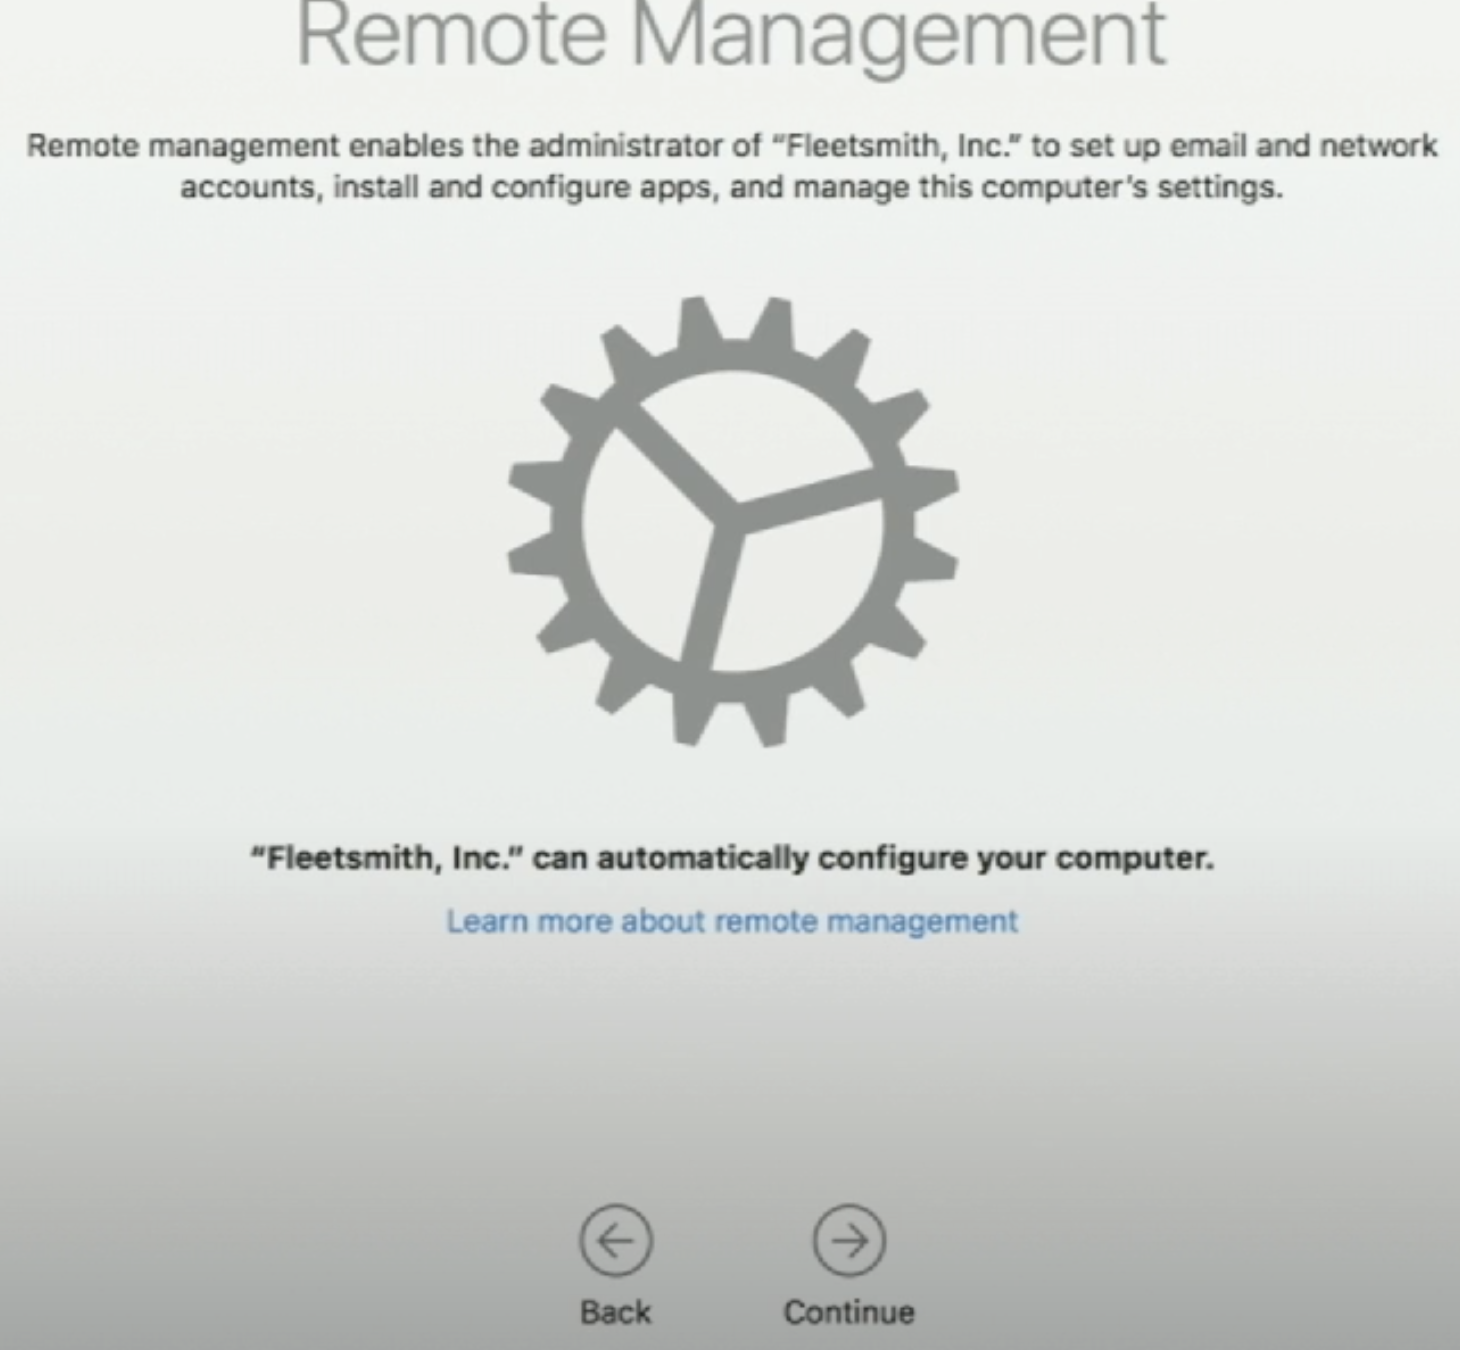 Remote Management
Remote management enables the administrator of “Fleetsmith, Inc.” to set up email and network
accounts, install and configure apps, and manage this computer’s settings.
“Fleetsmith, Inc.” can automatically configure your computer.
Learn more about remote management
Back
Continue